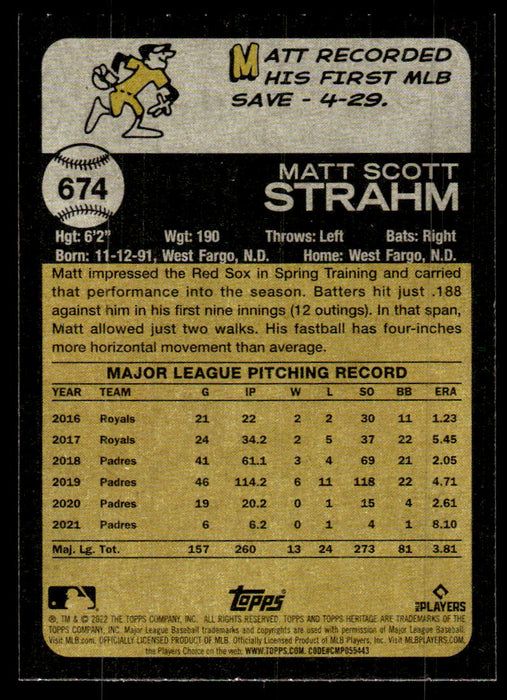 MATT RECORDED
HIS FIRST MLB
SAVE - 4-29.
674
MATT SCOTT
STRAHM
Hgt: 6'2" Wgt: 190 Throws: Left Bats: Right
Born: 11-12-91, West Fargo, N.D. Home: West Fargo, N.D.
Matt impressed the Red Sox in Spring Training and carried
that performance into the season. Batters hit just .188
against him in his first nine innings (12 outings). In that span,
Matt allowed just two walks. His fastball has four-inches
more horizontal movement than average.
MAJOR LEAGUE PITCHING RECORD
YEAR TEAM G IP W L SO BB ERA
2016 Royals 21 22 2 2 30 11 1.23
2017 Royals 24 34.2 2 5 37 22 5.45
2018 Padres 41 61.1 3 4 69 21 2.05
2019 Padres 46 114.2 6 11 118 22 4.71
2020 Padres 19 20.2 0 1 15 4 2.61
2021 Padres 6 6.2 0 1 4 1 8.10
Maj. Lg. Tot. 157 260 13 24 273 81 3.81
topps
MLB PLAYERS
®, TM & © 2022 THE TOPPS COMPANY, INC. ALL RIGHTS RESERVED. TOPPS AND TOPPS HERITAGE ARE TRADEMARKS OF THE
TOPPS COMPANY, INC. Major League Baseball trademarks and copyrights are used with permission of Major League Baseball.
Visit MLB.com. OFFICIALLY LICENSED PRODUCT OF MLB. Officially Licensed Product of MLB Players, Inc. Visit MLBPLAYERS.com,
the Players Choice on the web. WWW.TOPPS.COM. CODE#CMP055443